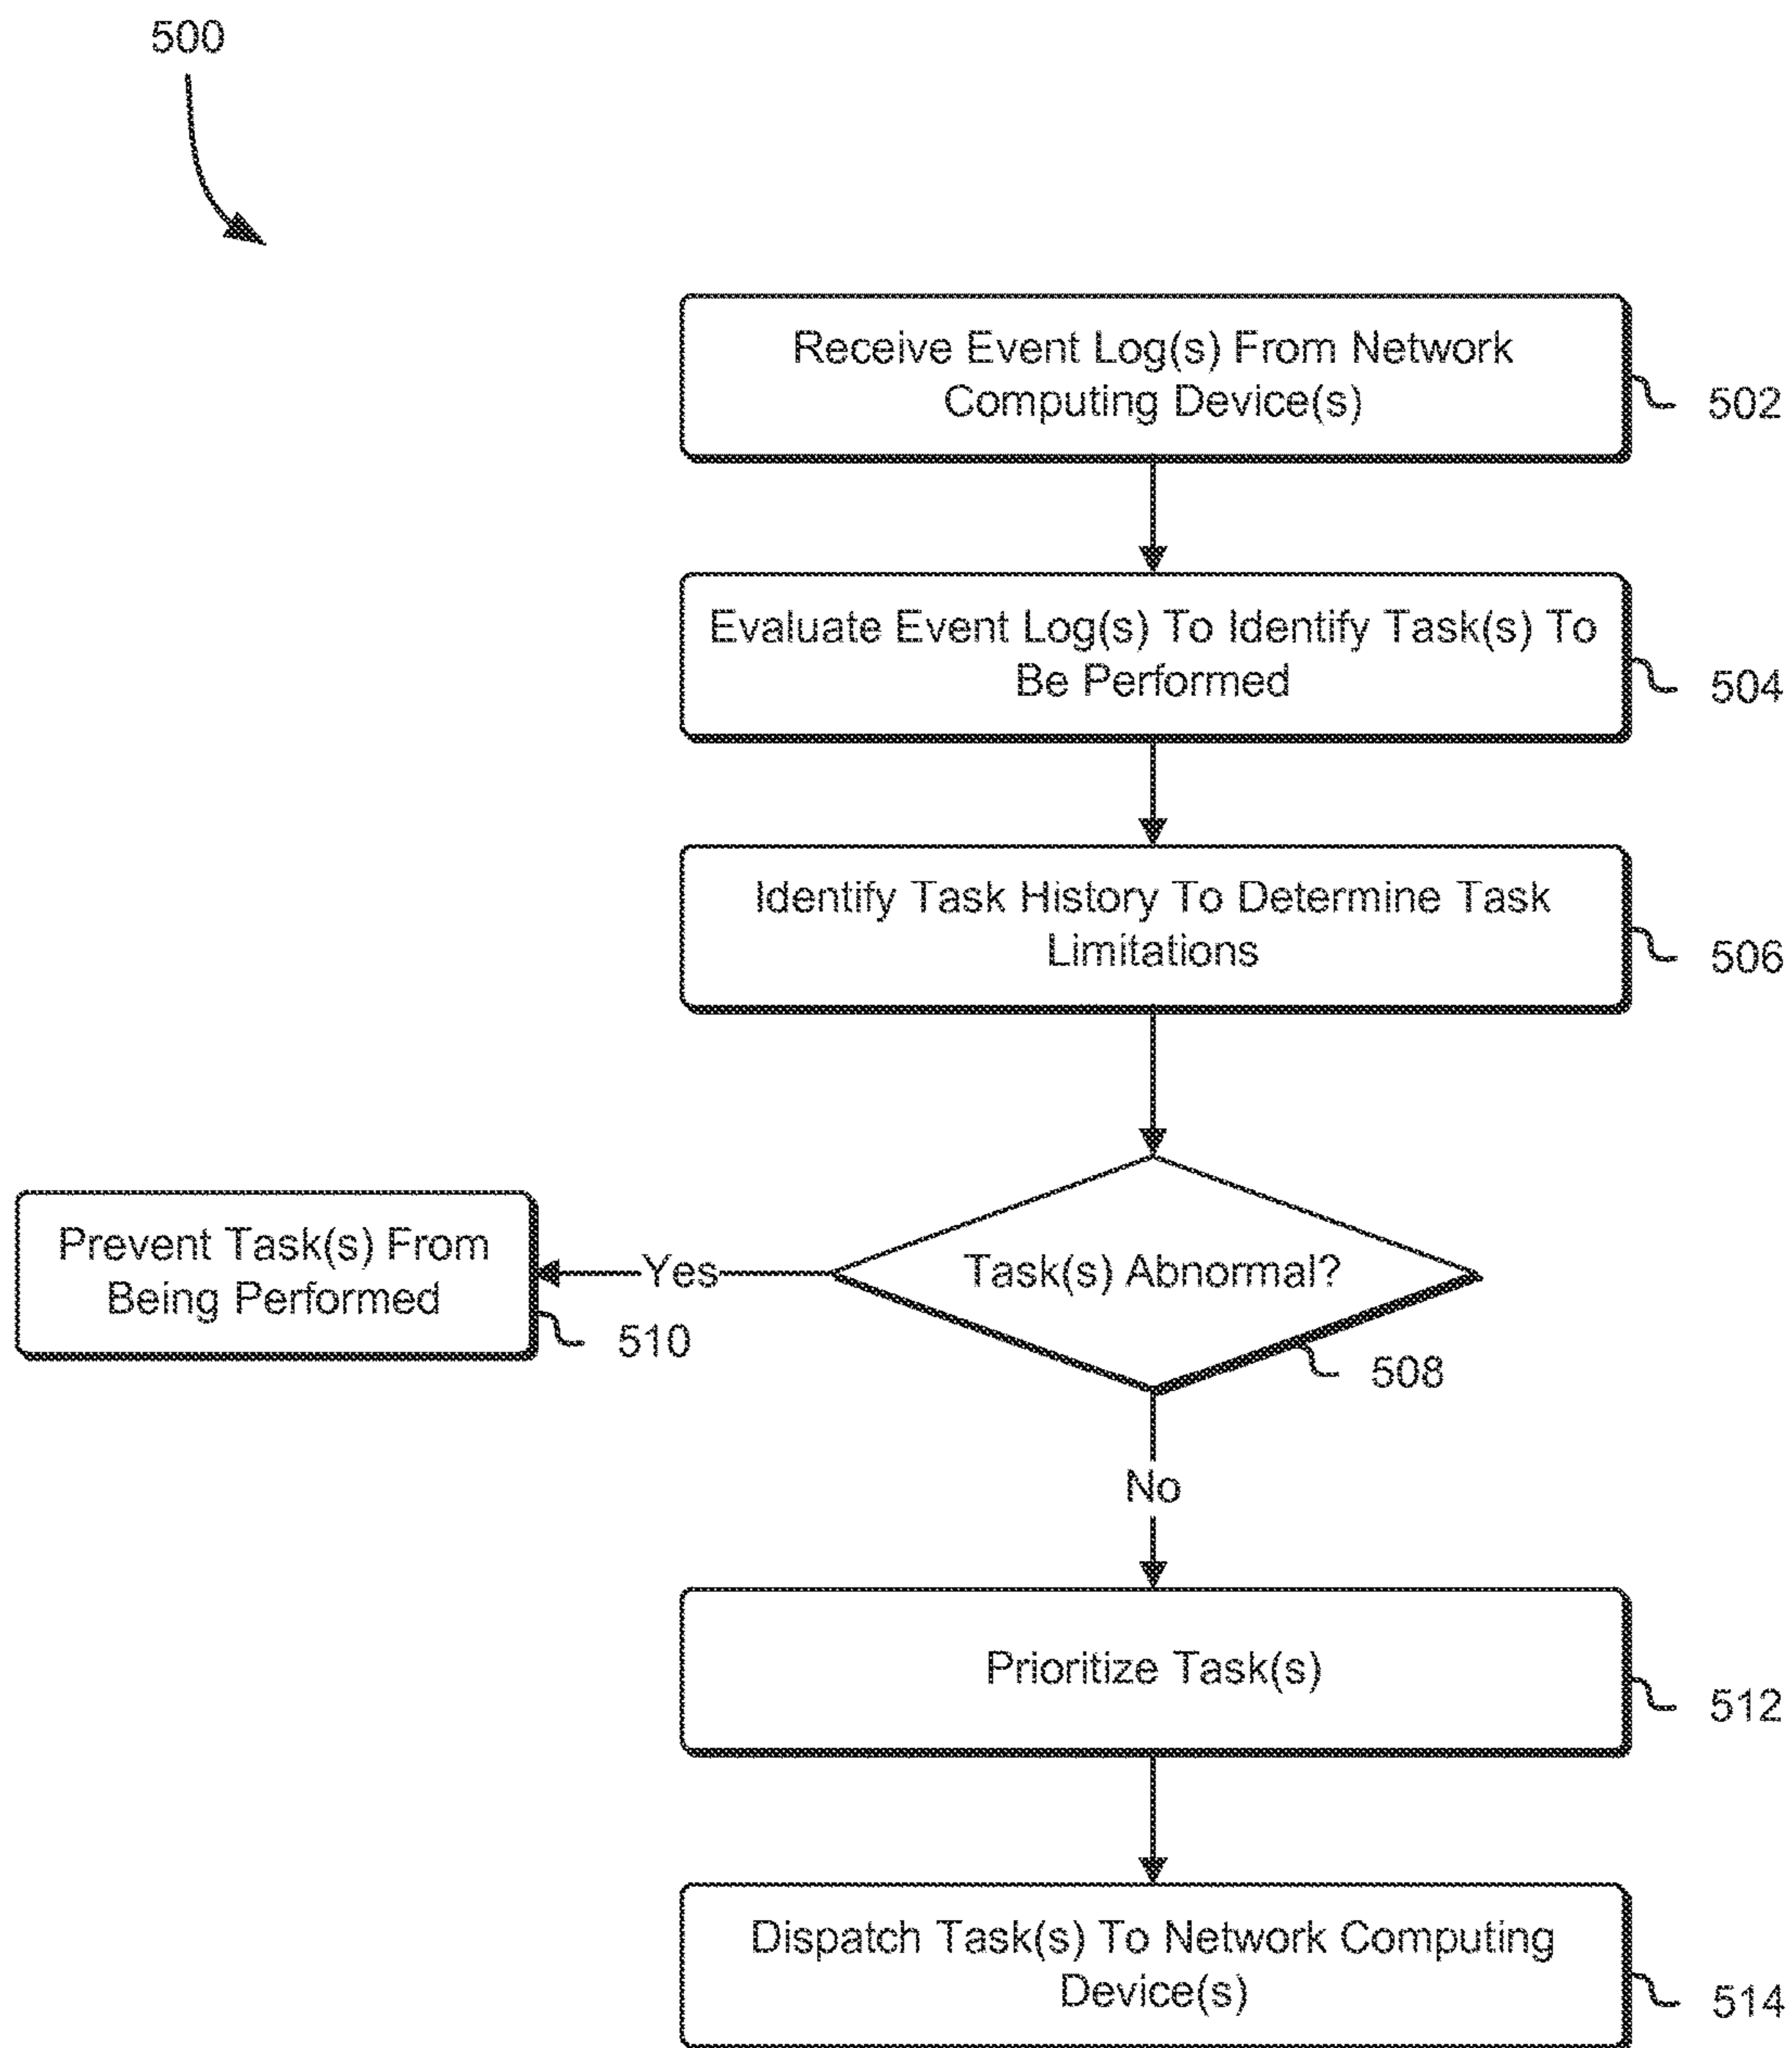 500
Receive Event Log(s) From Network
Computing Device(s)
502
Evaluate Event Log(s) To Identify Task(s) To
Be Performed
504
Identify Task History To Determine Task
Limitations
506
Prevent Task(s) From
Being Performed
510
Yes
Task(s) Abnormal?
508
No
Prioritize Task(s)
512
Dispatch Task(s) To Network Computing
Device(s)
514